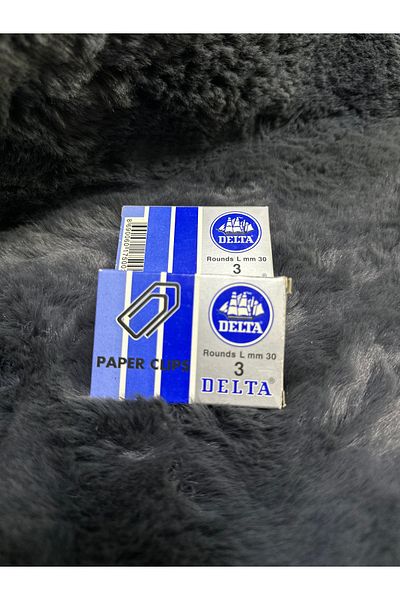 DELTA
Rounds L mm 30
3
DELTA
Rounds L mm 30
3
PAPER CLIPS
DELTA